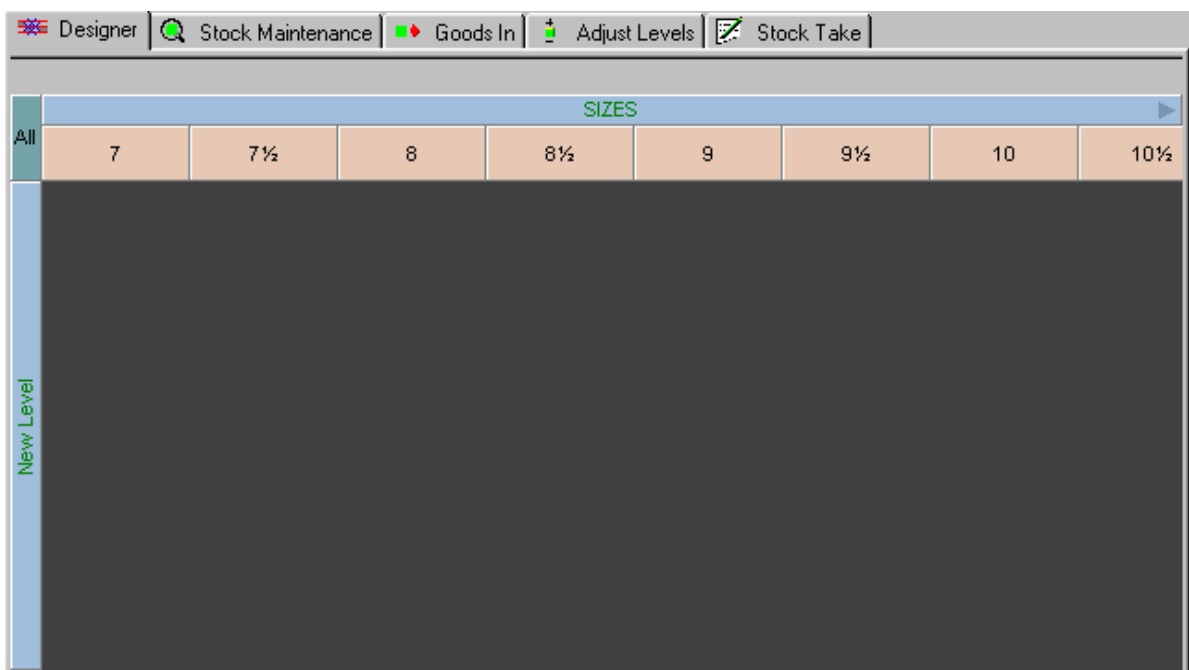 Designer Stock Maintenance Goods In Adjust Levels Stock Take
SIZES
All
7 7½ 8 8½ 9 9½ 10 10½
New Level